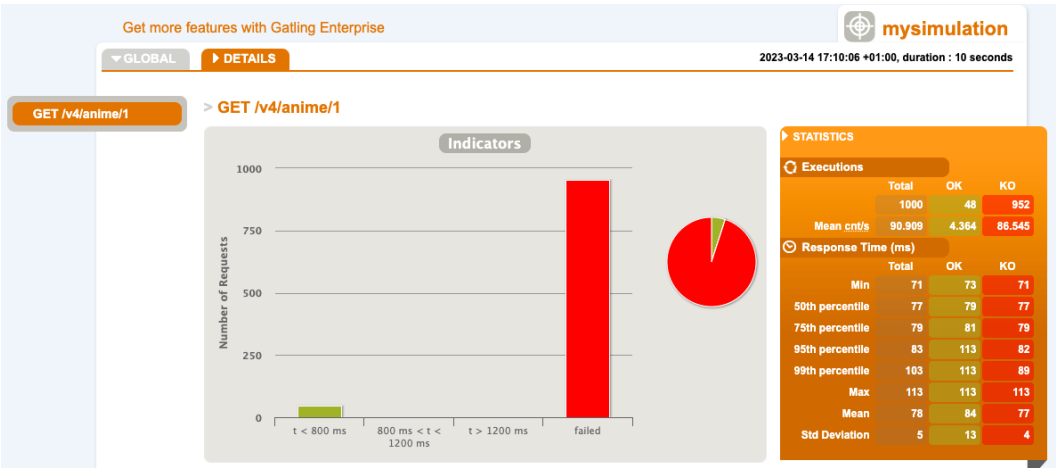 Get more features with Gatling Enterprise
mysimulation
GLOBAL
DETAILS
2023-03-14 17:10:06 +01:00, duration : 10 seconds
GET /v4/anime/1
> GET /v4/anime/1
Indicators
Number of Requests
1000
750
500
250
0
t < 800 ms
800 ms < t <
1200 ms
t > 1200 ms
failed
STATISTICS
Executions
Total OK KO
1000 48 952
Mean cnt/s 90.909 4.364 86.545
Response Time (ms)
Total OK KO
Min 71 73 71
50th percentile 77 79 77
75th percentile 79 81 79
95th percentile 83 113 82
99th percentile 103 113 89
Max 113 113 113
Mean 78 84 77
Std Deviation 5 13 4